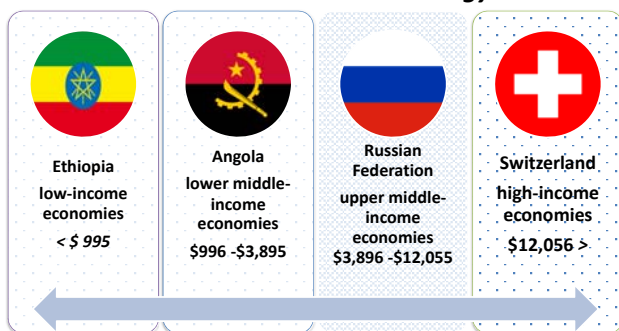 Ethiopia
low-income
economies
< $ 995
Angola
lower middle-
income
economies
$996 -$3,895
Russian
Federation
upper middle-
income
economies
$3,896 -$12,055
Switzerland
high-income
economies
$12,056 >